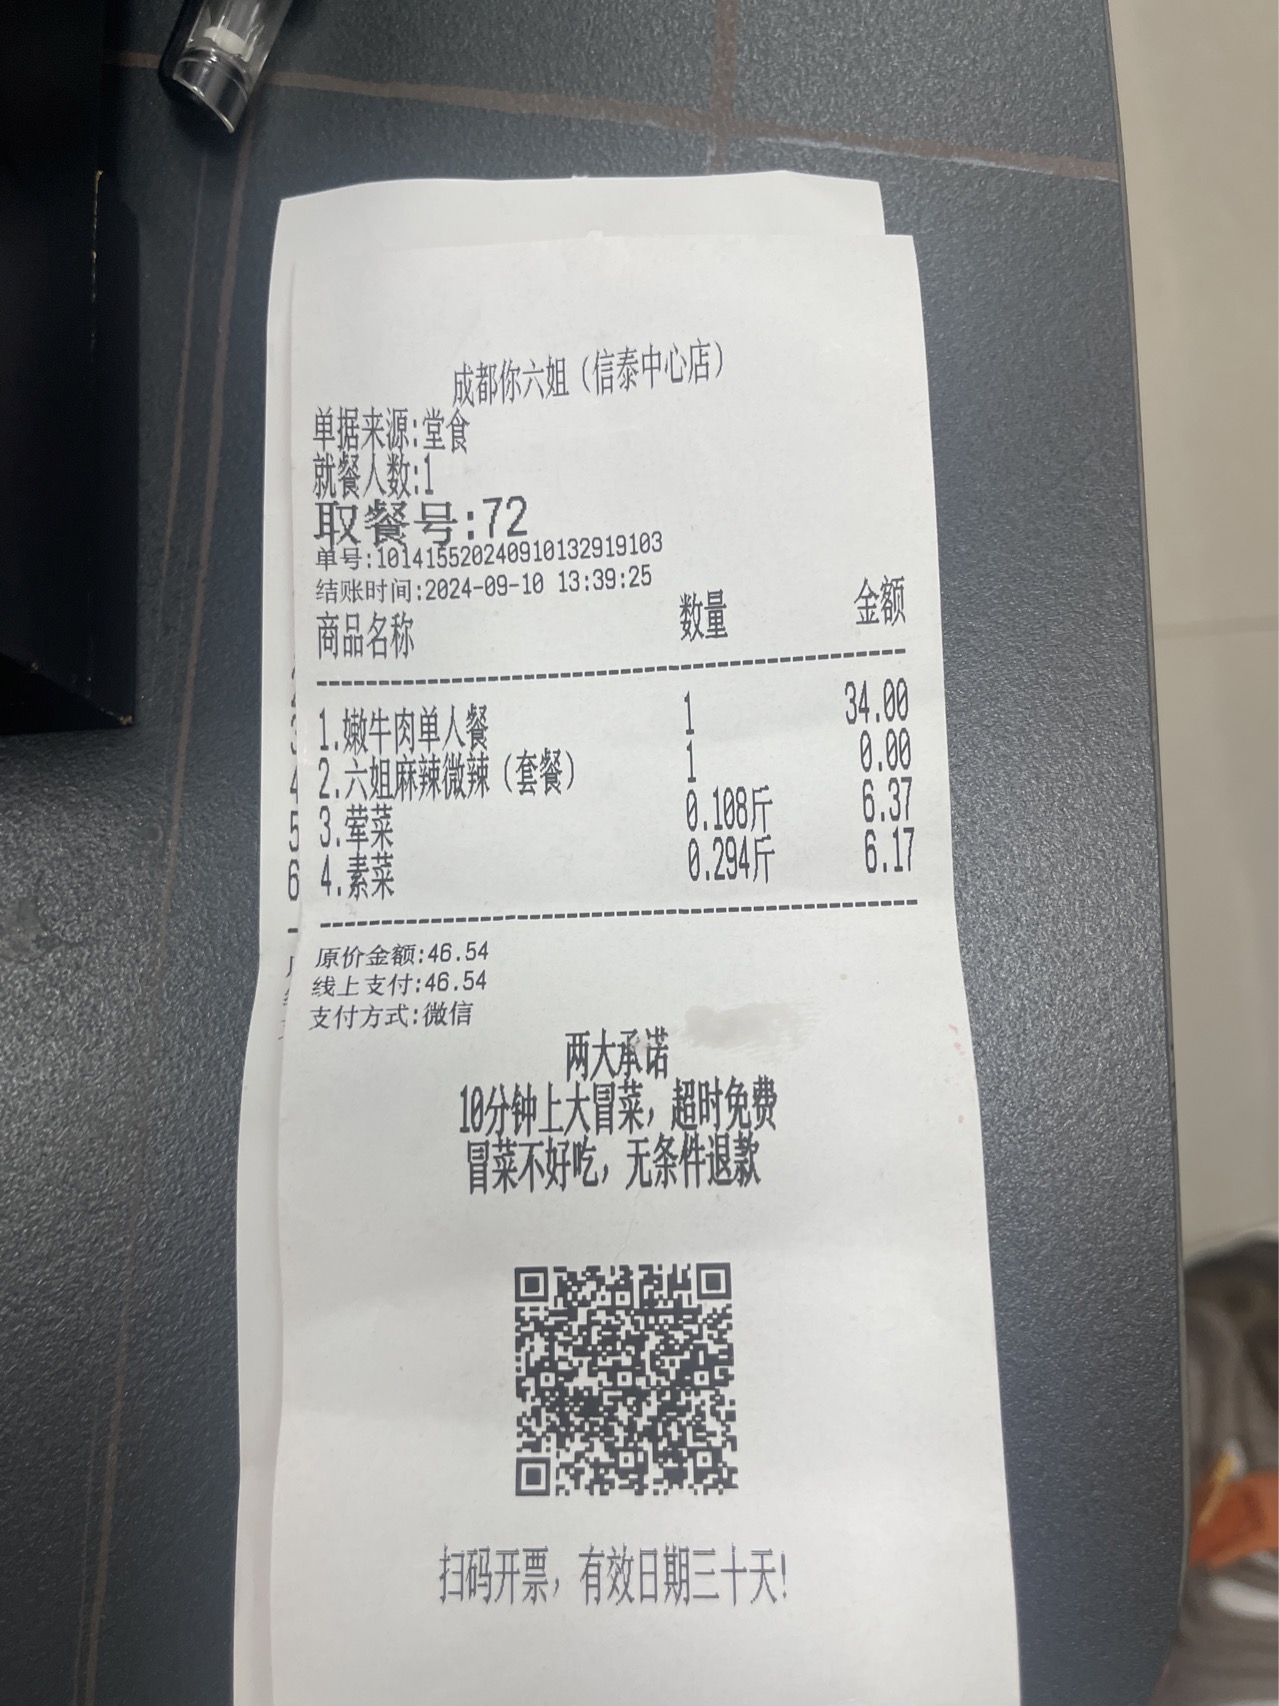 成都你六姐（信泰中心店）
单据来源:堂食
就餐人数:1
取餐号:72
单号:10141552024091013291​9103
结账时间:2024-09-10 13:39:25
商品名称 数量 金额
1.嫩牛肉单人餐 1 34.00
2.六姐麻辣微辣（套餐） 1 0.00
3.荤菜 0.108斤 6.37
4.素菜 0.294斤 6.17
原价金额:46.54
线上支付:46.54
支付方式:微信
两大承诺
10分钟上大冒菜，超时免费
冒菜不好吃，无条件退款
扫码开票，有效日期三十天!
3
4
5
6